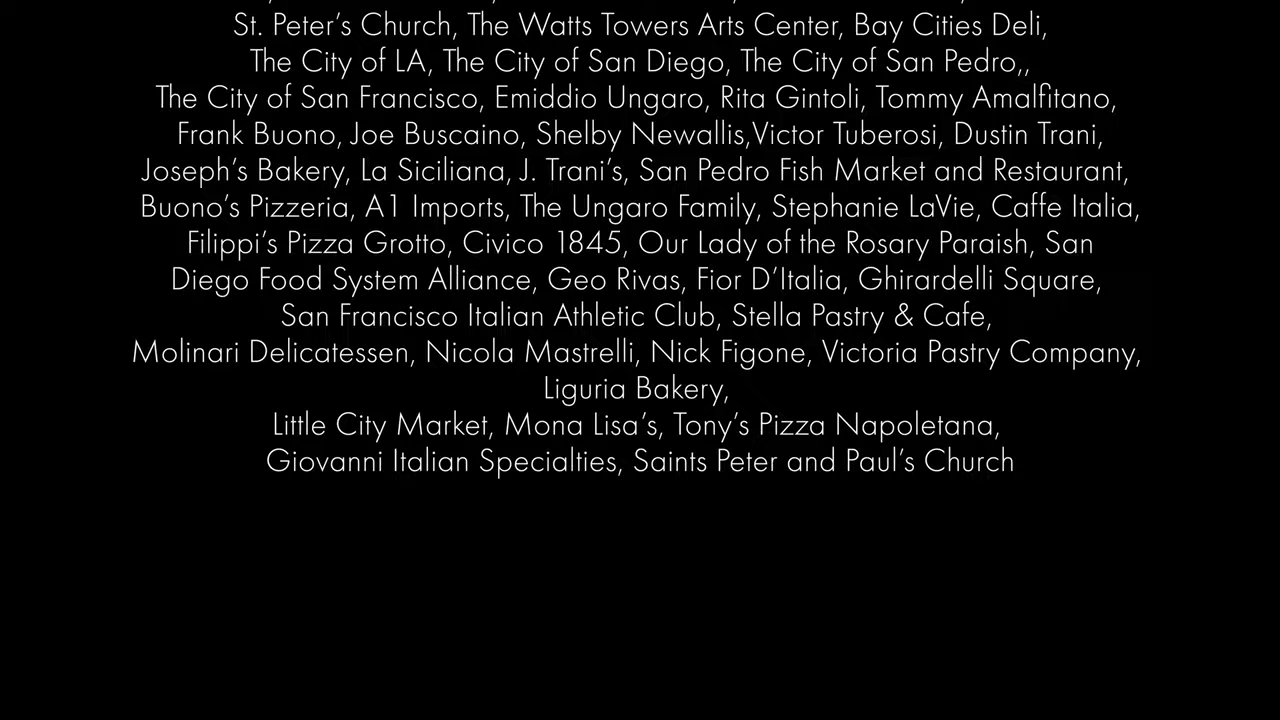 St. Peter’s Church, The Watts Towers Arts Center, Bay Cities Deli,
The City of LA, The City of San Diego, The City of San Pedro,,
The City of San Francisco, Emiddio Ungaro, Rita Gintoli, Tommy Amalfitano,
Frank Buono, Joe Buscaino, Shelby Newallis,Victor Tuberosi, Dustin Trani,
Joseph’s Bakery, La Siciliana, J. Trani’s, San Pedro Fish Market and Restaurant,
Buono’s Pizzeria, A1 Imports, The Ungaro Family, Stephanie LaVie, Caffe Italia,
Filippi’s Pizza Grotto, Civico 1845, Our Lady of the Rosary Paraish, San
Diego Food System Alliance, Geo Rivas, Fior D’Italia, Ghirardelli Square,
San Francisco Italian Athletic Club, Stella Pastry & Cafe,
Molinari Delicatessen, Nicola Mastrelli, Nick Figone, Victoria Pastry Company,
Liguria Bakery,
Little City Market, Mona Lisa’s, Tony’s Pizza Napoletana,
Giovanni Italian Specialties, Saints Peter and Paul’s Church